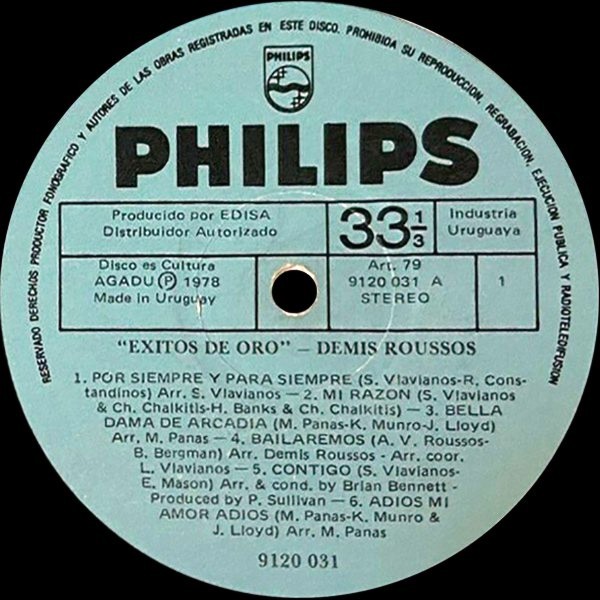 RESERVADO DERECHOS PRODUCTOR FONOGRAFICO Y AUTORES DE LAS OBRAS REGISTRADAS EN ESTE DISCO. PROHIBIDA SU REPRODUCCION, REGRABACION, EJECUCION PUBLICA Y RADIOTELEDIFUSION
PHILIPS
PHILIPS
Producido por EDISA
Distribuidor Autorizado
33 1/3
Industria
Uruguaya
Disco es Cultura
AGADU Ⓟ 1978
Made in Uruguay
Art. 79
9120 031 A
STEREO
1
"EXITOS DE ORO" – DEMIS ROUSSOS
1. POR SIEMPRE Y PARA SIEMPRE (S. Vlavianos-R. Cons-
tandinos) Arr. S. Vlavianos — 2. MI RAZON (S. Vlavianos
& Ch. Chalkitis-H. Banks & Ch. Chalkitis) — 3. BELLA
DAMA DE ARCADIA (M. Panas-K. Munro-J. Lloyd)
Arr. M. Panas — 4. BAILAREMOS (A. V. Roussos-
B. Bergman) Arr. Demis Roussos - Arr. coor.
L. Vlavianos — 5. CONTIGO (S. Vlavianos-
E. Mason) Arr. & cond. by Brian Bennett -
Produced by P. Sullivan — 6. ADIOS MI
AMOR ADIOS (M. Panas-K. Munro &
J. Lloyd) Arr. M. Panas
9120 031